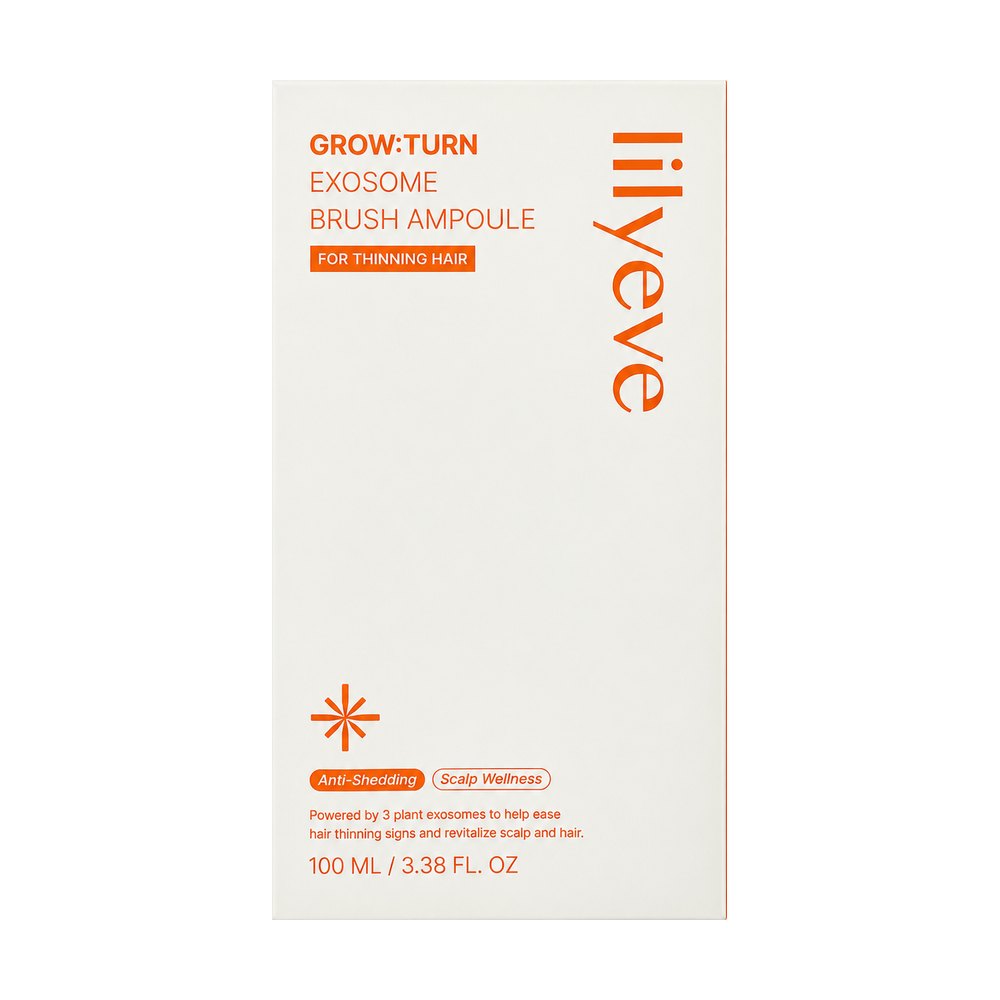 GROW:TURN
EXOSOME
BRUSH AMPOULE
FOR THINNING HAIR
lilyeve
Anti-Shedding
Scalp Wellness
Powered by 3 plant exosomes to help ease
hair thinning signs and revitalize scalp and hair.
100 ML / 3.38 FL. OZ